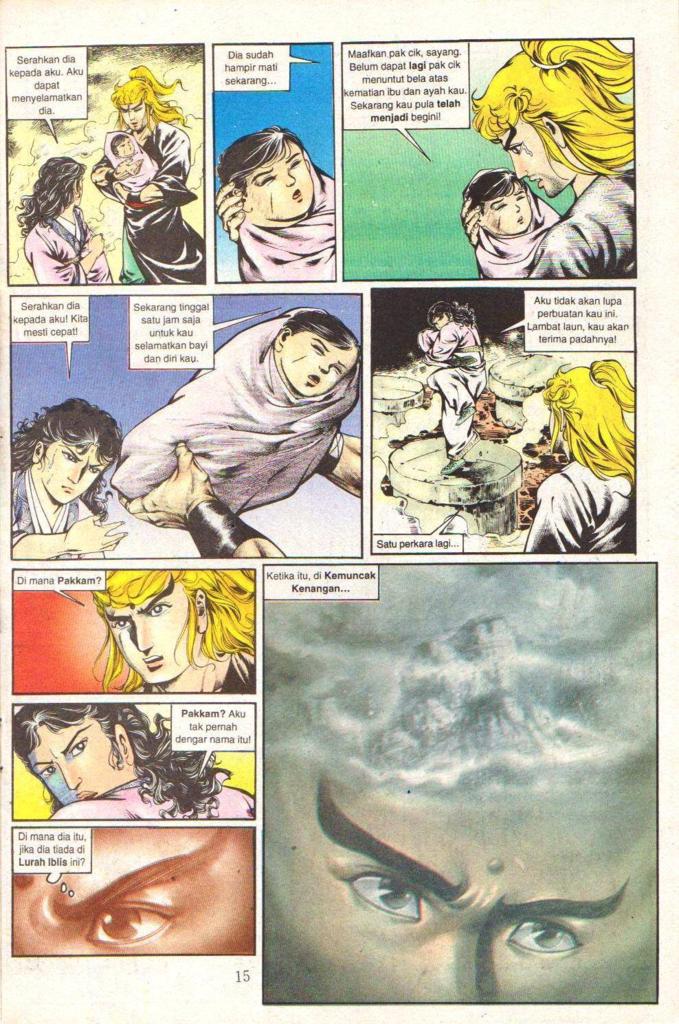 Serahkan dia
kepada aku. Aku
dapat
menyelamatkan
dia.
Dia sudah
hampir mati
sekarang...
Maafkan pak cik, sayang.
Belum dapat lagi pak cik
menuntut bela atas
kematian ibu dan ayah kau.
Sekarang kau pula telah
menjadi begini!
Serahkan dia
kepada aku! Kita
mesti cepat!
Sekarang tinggal
satu jam saja
untuk kau
selamatkan bayi
dan diri kau.
Aku tidak akan lupa
perbuatan kau ini.
Lambat laun, kau akan
terima padahnya!
Satu perkara lagi...
Di mana Pakkam?
Pakkam? Aku
tak pernah
dengar nama itu!
Di mana dia itu,
jika dia tiada di
Lurah Iblis ini?
Ketika itu, di Kemuncak
Kenangan...
15